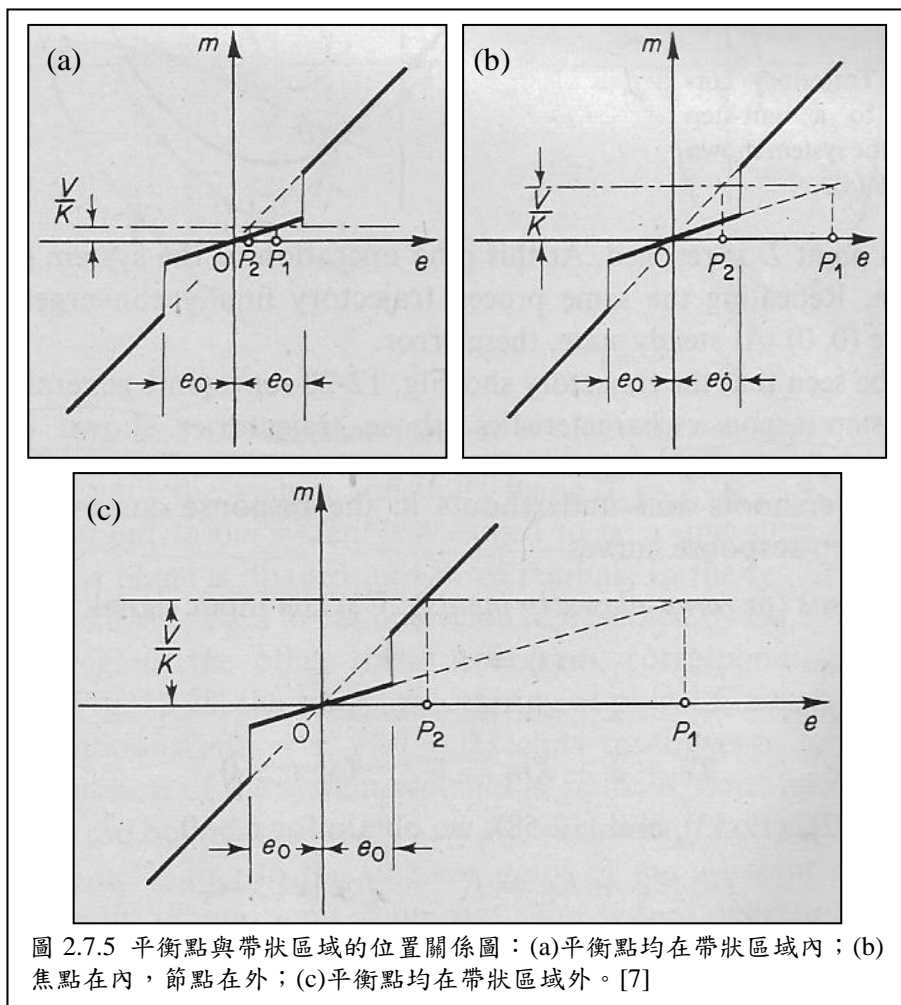 (a)
m
V/K
O
P₂
P₁
e
e₀
e₀
(b)
m
V/K
O
P₂
P₁
e
e₀
e₀
(c)
m
V/K
O
P₂
P₁
e
e₀
e₀
圖 2.7.5 平衡點與帶狀區域的位置關係圖：(a)平衡點均在帶狀區域內；(b)
焦點在內，節點在外；(c)平衡點均在帶狀區域外。[7]